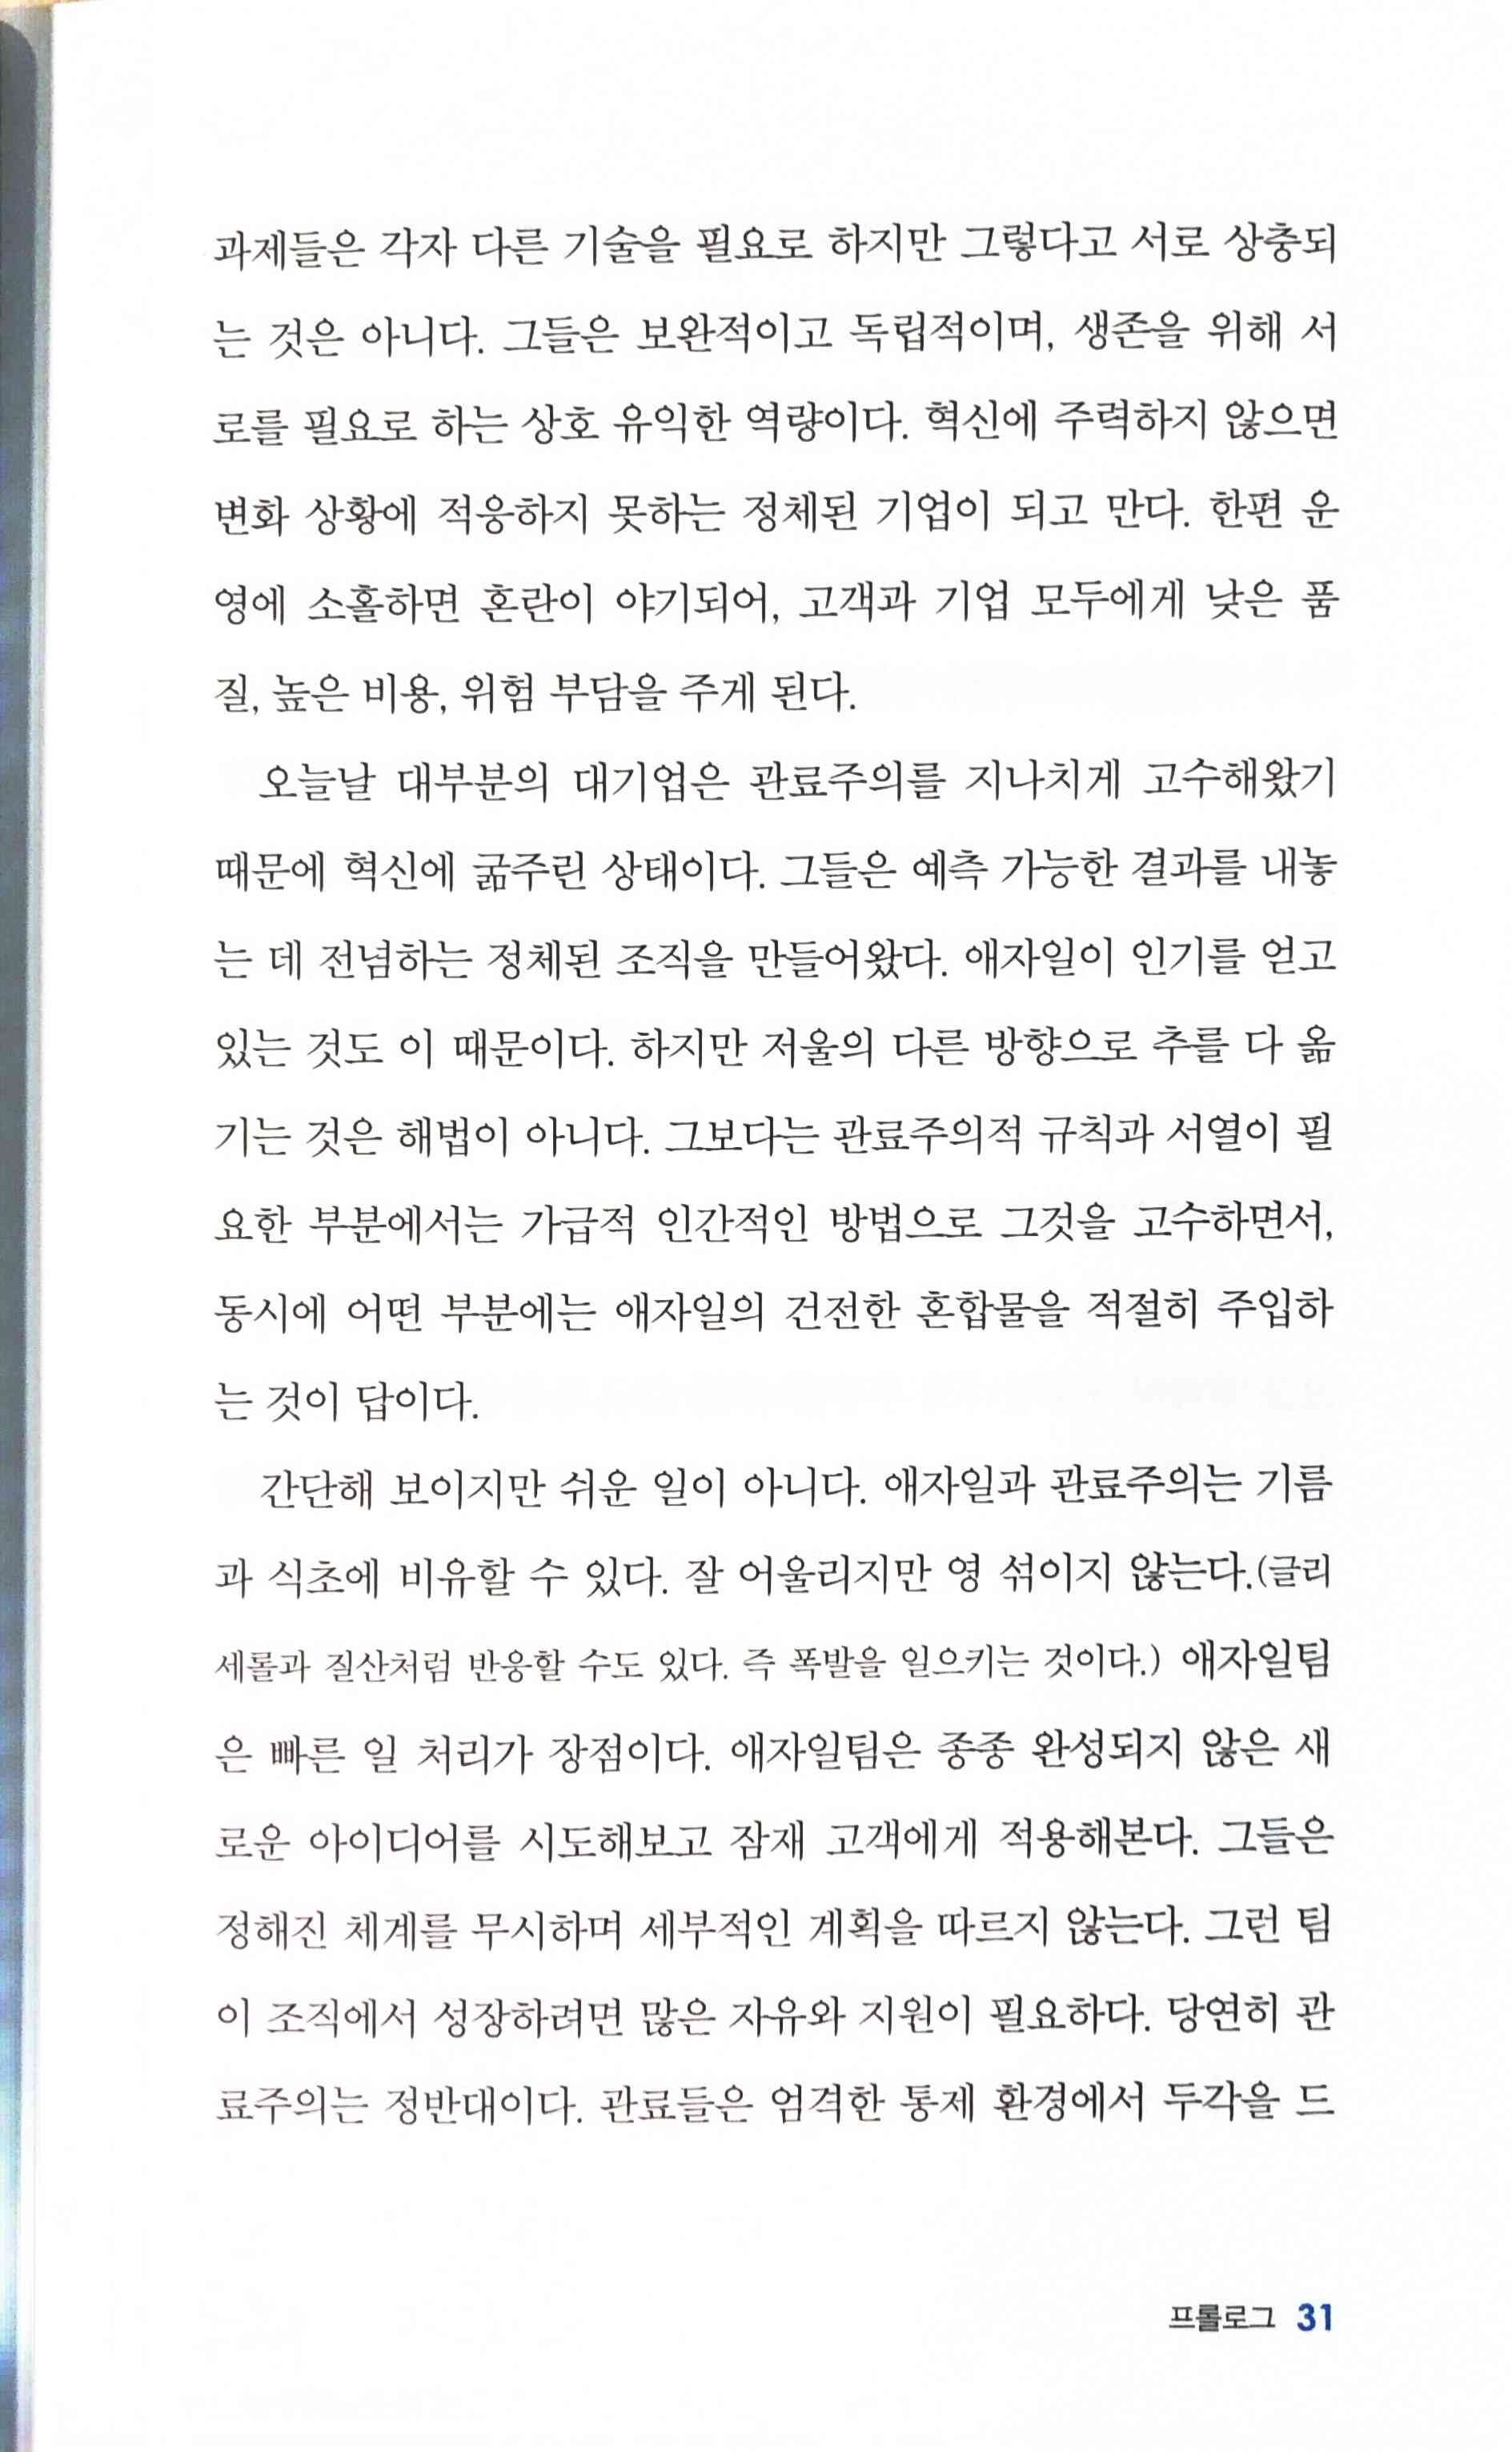 과제들은 각자 다른 기술을 필요로 하지만 그렇다고 서로 상충되
는 것은 아니다. 그들은 보완적이고 독립적이며, 생존을 위해 서
로를 필요로 하는 상호 유익한 역량이다. 혁신에 주력하지 않으면
변화 상황에 적응하지 못하는 정체된 기업이 되고 만다. 한편 운
영에 소홀하면 혼란이 야기되어, 고객과 기업 모두에게 낮은 품
질, 높은 비용, 위험 부담을 주게 된다.
오늘날 대부분의 대기업은 관료주의를 지나치게 고수해왔기
때문에 혁신에 굶주린 상태이다. 그들은 예측 가능한 결과를 내놓
는 데 전념하는 정체된 조직을 만들어왔다. 애자일이 인기를 얻고
있는 것도 이 때문이다. 하지만 저울의 다른 방향으로 추를 다 옮
기는 것은 해법이 아니다. 그보다는 관료주의적 규칙과 서열이 필
요한 부분에서는 가급적 인간적인 방법으로 그것을 고수하면서,
동시에 어떤 부분에는 애자일의 건전한 혼합물을 적절히 주입하
는 것이 답이다.
간단해 보이지만 쉬운 일이 아니다. 애자일과 관료주의는 기름
과 식초에 비유할 수 있다. 잘 어울리지만 영 섞이지 않는다.(글리
세롤과 질산처럼 반응할 수도 있다. 즉 폭발을 일으키는 것이다.) 애자일팀
은 빠른 일 처리가 장점이다. 애자일팀은 종종 완성되지 않은 새
로운 아이디어를 시도해보고 잠재 고객에게 적용해본다. 그들은
정해진 체계를 무시하며 세부적인 계획을 따르지 않는다. 그런 팀
이 조직에서 성장하려면 많은 자유와 지원이 필요하다. 당연히 관
료주의는 정반대이다. 관료들은 엄격한 통제 환경에서 두각을 드
프롤로그 31